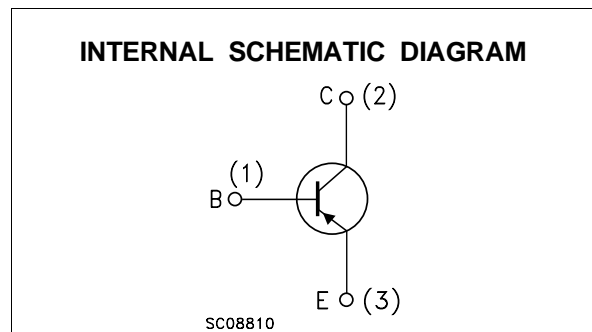 INTERNAL SCHEMATIC DIAGRAM
C (2)
(1)
B
E (3)
SC08810